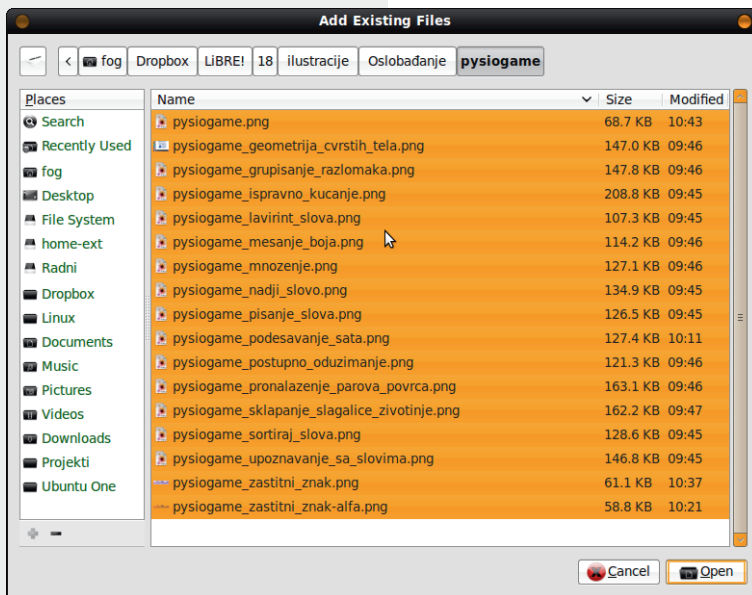 Add Existing Files
< fog Dropbox LiBRE! 18 ilustracije Oslobađanje pysiogame
Places Name Size Modified
Search pysiogame.png 68.7 KB 10:43
Recently Used pysiogame_geometrija_cvrstih_tela.png 147.0 KB 09:46
fog pysiogame_grupisanje_razlomaka.png 147.8 KB 09:46
Desktop pysiogame_ispravno_kucanje.png 208.8 KB 09:45
File System pysiogame_lavirint_slova.png 107.3 KB 09:45
home-ext pysiogame_mesanje_boja.png 114.2 KB 09:46
Radni pysiogame_mnozenje.png 127.1 KB 09:46
Dropbox pysiogame_nadji_slovo.png 134.9 KB 09:45
Linux pysiogame_pisanje_slova.png 126.5 KB 09:45
Documents pysiogame_podesavanje_sata.png 127.4 KB 10:11
Music pysiogame_postupno_oduzimanje.png 121.3 KB 09:46
Pictures pysiogame_pronalazenje_parova_povrca.png 163.1 KB 09:46
Videos pysiogame_sklapanje_slagalice_zivotinje.png 162.2 KB 09:47
Downloads pysiogame_sortiraj_slova.png 128.6 KB 09:45
Projekti pysiogame_upoznavanje_sa_slovima.png 146.8 KB 09:45
Ubuntu One pysiogame_zastitni_znak.png 61.1 KB 10:37
pysiogame_zastitni_znak-alfa.png 58.8 KB 10:21
Cancel Open